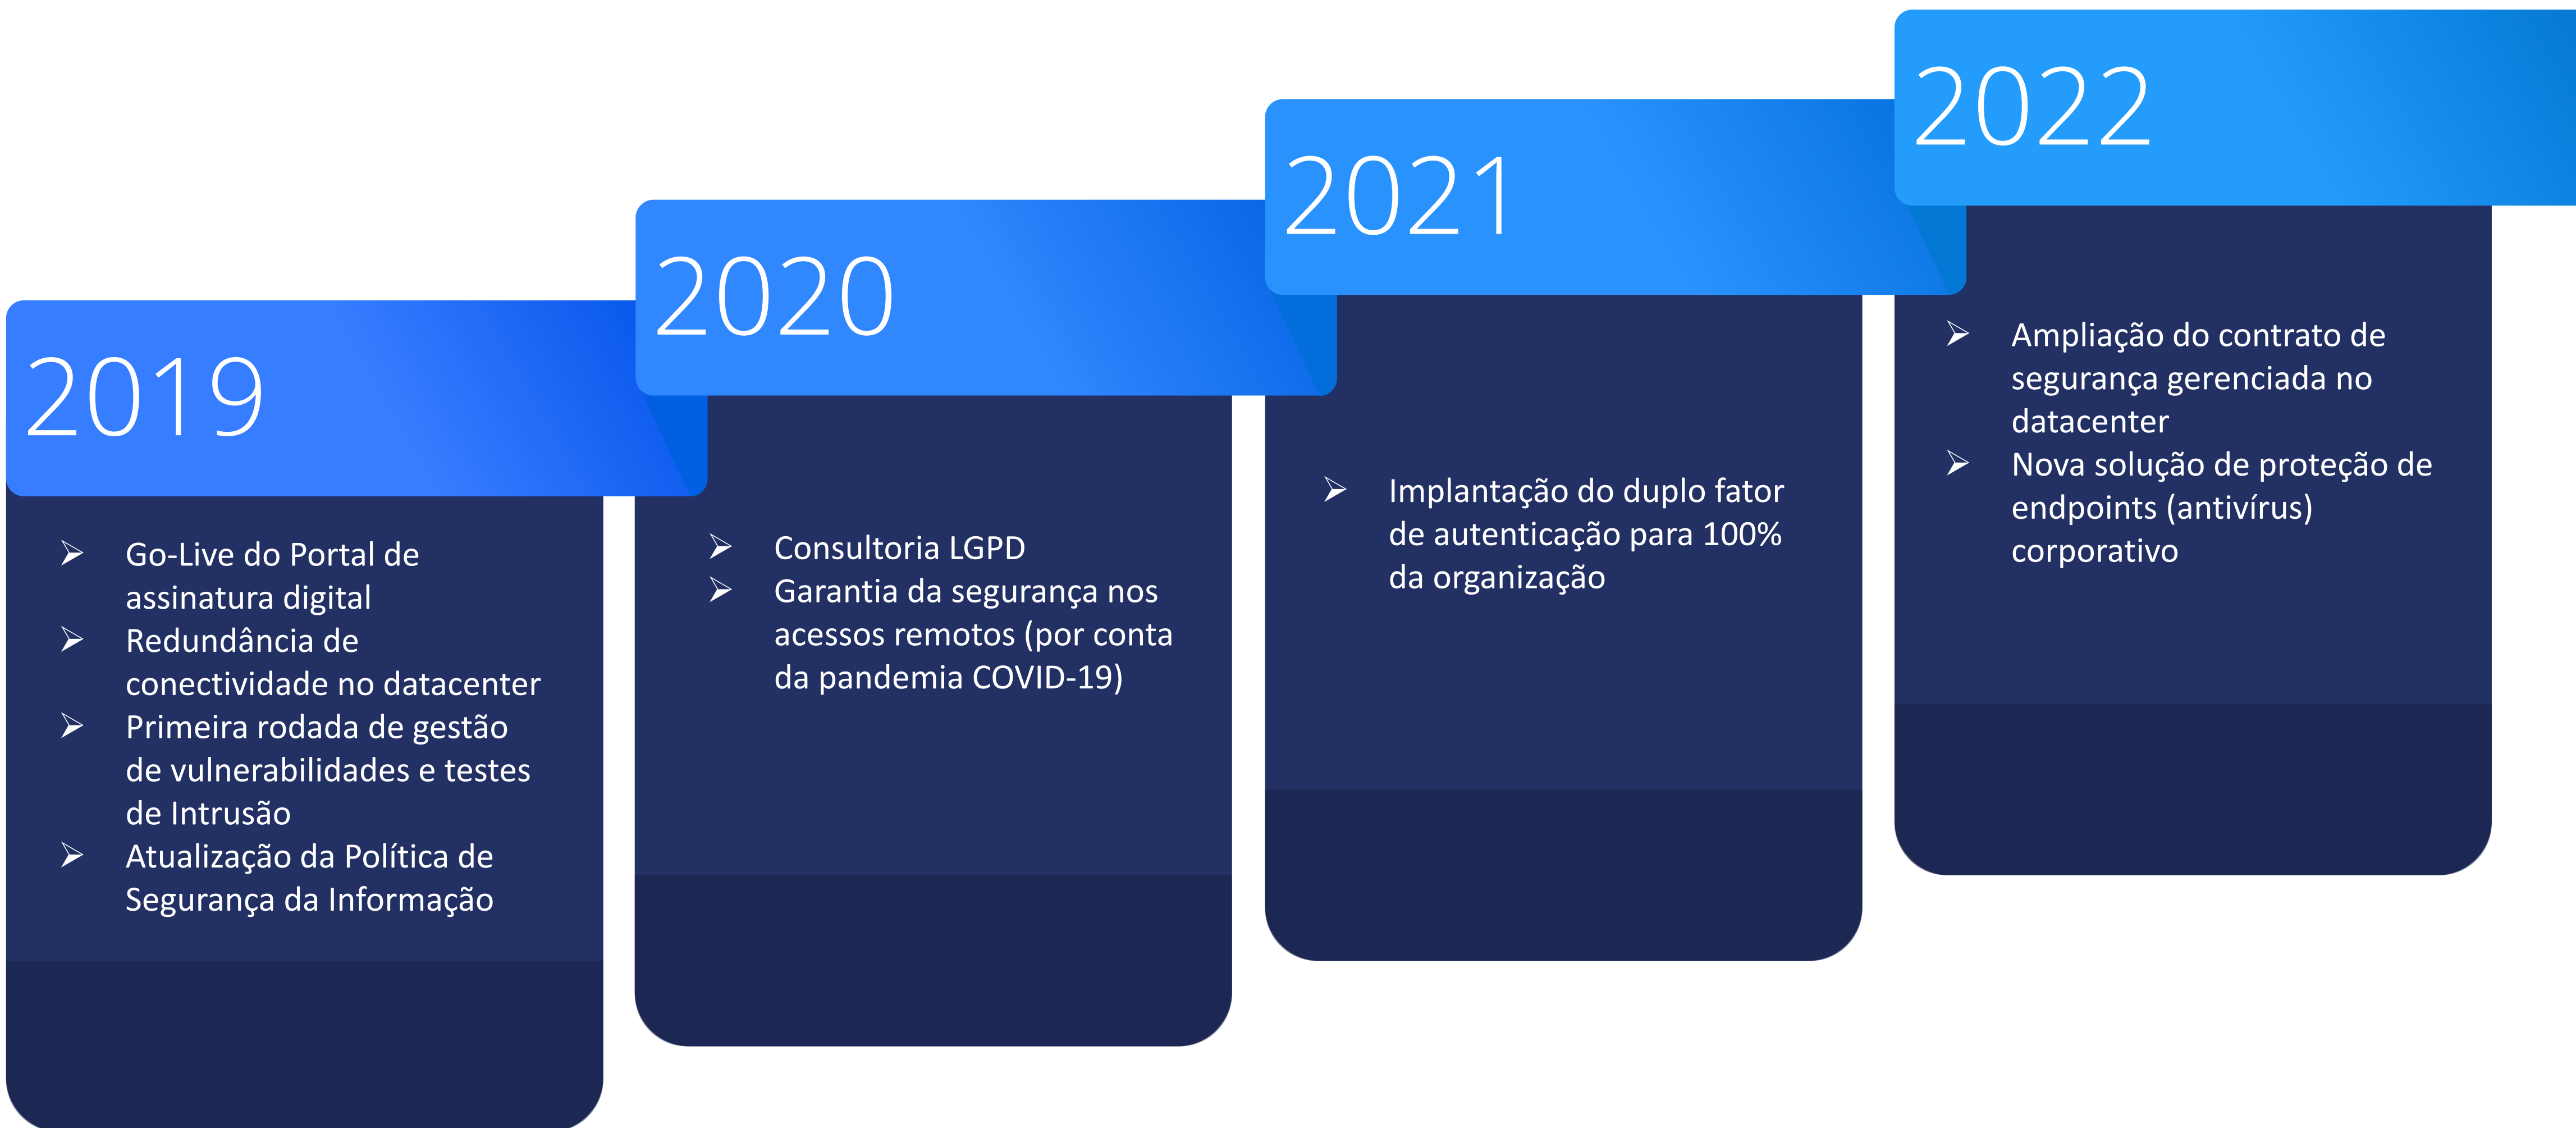 2019
➢ Go-Live do Portal de
assinatura digital
➢ Redundância de
conectividade no datacenter
➢ Primeira rodada de gestão
de vulnerabilidades e testes
de Intrusão
➢ Atualização da Política de
Segurança da Informação
2020
➢ Consultoria LGPD
➢ Garantia da segurança nos
acessos remotos (por conta
da pandemia COVID-19)
2021
➢ Implantação do duplo fator
de autenticação para 100%
da organização
2022
➢ Ampliação do contrato de
segurança gerenciada no
datacenter
➢ Nova solução de proteção de
endpoints (antivírus)
corporativo